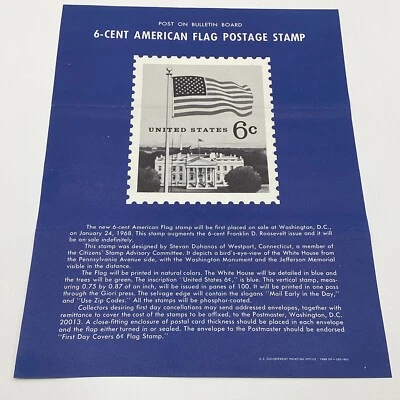 POST ON BULLETIN BOARD
6-CENT AMERICAN FLAG POSTAGE STAMP
UNITED STATES 6c
The new 6-cent American Flag stamp will be first placed on sale at Washington, D.C.,
on January 24, 1968. This stamp augments the 6-cent Franklin D. Roosevelt issue and it will
be on sale indefinitely.
This stamp was designed by Stevan Dohanos of Westport, Connecticut, a member of
the Citizens' Stamp Advisory Committee. It depicts a bird's-eye-view of the White House from
the Pennsylvania Avenue side, with the Washington Monument and the Jefferson Memorial
visible in the distance.
The Flag will be printed in natural colors. The White House will be detailed in blue and
the trees will be green. The inscription "United States 6¢," is in blue. This vertical stamp, meas-
uring 0.75 by 0.87 of an inch, will be issued in panes of 100. It will be printed in one pass
through the Giori press. The selvage edge will contain the slogans "Mail Early in the Day,"
and "Use Zip Codes." All the stamps will be phosphor-coated.
Collectors desiring first day cancellations may send addressed envelopes, together with
remittance to cover the cost of the stamps to be affixed, to the Postmaster, Washington, D.C.
20013. A close-fitting enclosure of postal card thickness should be placed in each envelope
and the flap either turned in or sealed. The envelope to the Postmaster should be endorsed
"First Day Covers 6¢ Flag Stamp."
U.S. GOVERNMENT PRINTING OFFICE